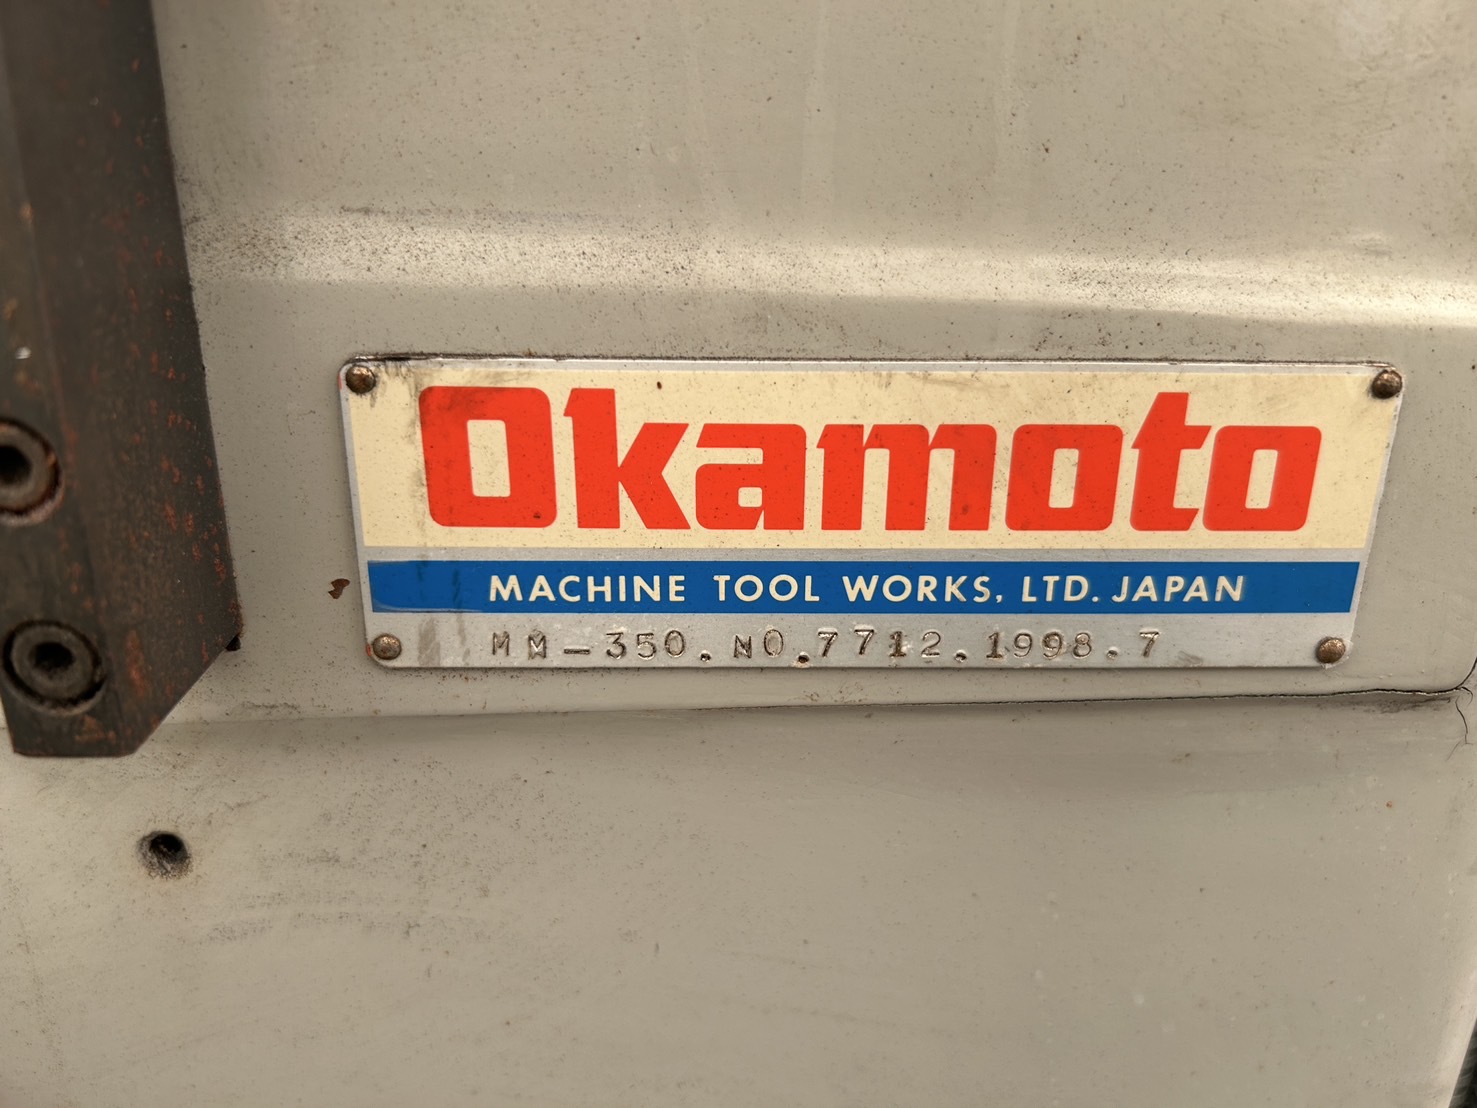 Okamoto
MACHINE TOOL WORKS, LTD. JAPAN
MM-350. NO. 7712. 1998. 7